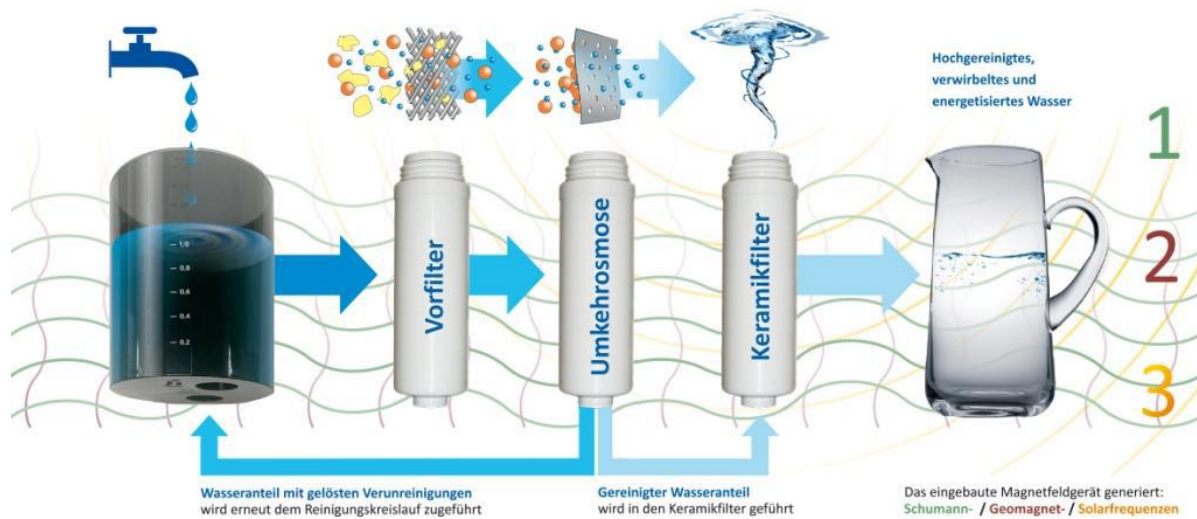 Hochgereinigtes,
verwirbeltes und
energetisiertes Wasser
1
1,0
0,8
0,6
0,4
0,2
Vorfilter
Umkehrosmose
Keramikfilter
2
3
Wasseranteil mit gelösten Verunreinigungen
wird erneut dem Reinigungskreislauf zugeführt
Gereinigter Wasseranteil
wird in den Keramikfilter geführt
Das eingebaute Magnetfeldgerät generiert:
Schumann- / Geomagnet- / Solarfrequenzen